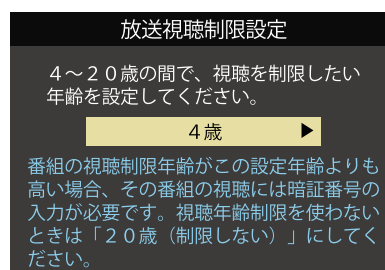 放送視聴制限設定
４～２０歳の間で、視聴を制限したい
年齢を設定してください。
４歳 ▶
番組の視聴制限年齢がこの設定年齢よりも
高い場合、その番組の視聴には暗証番号の
入力が必要です。視聴年齢制限を使わない
ときは「２０歳（制限しない）」にしてく
ださい。